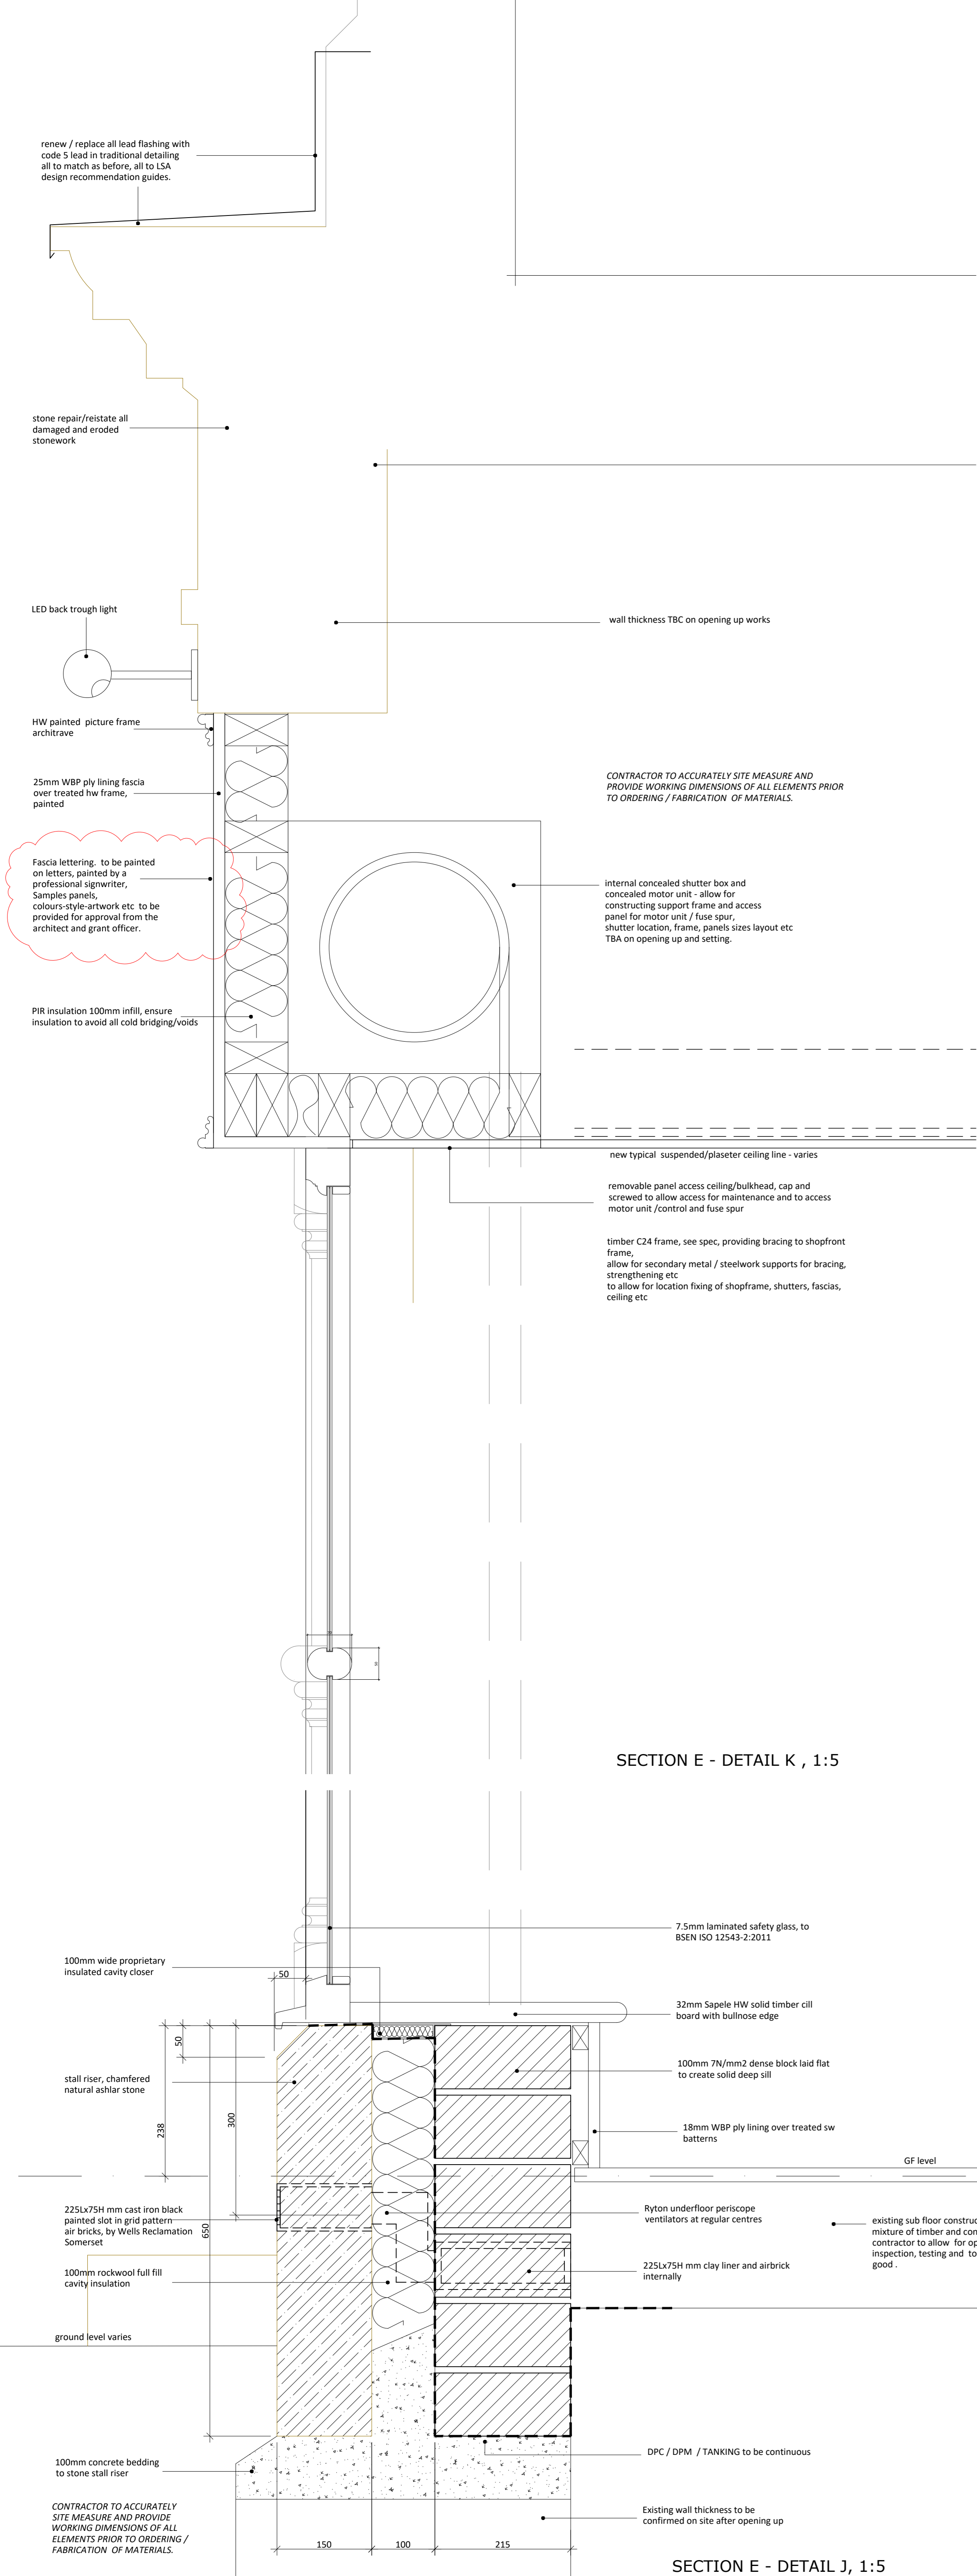 renew / replace all lead flashing with
code 5 lead in traditional detailing
all to match as before, all to LSA
design recommendation guides.
stone repair/reistate all
damaged and eroded
stonework
LED back trough light
wall thickness TBC on opening up works
HW painted picture frame
architrave
25mm WBP ply lining fascia
over treated hw frame,
painted
CONTRACTOR TO ACCURATELY SITE MEASURE AND
PROVIDE WORKING DIMENSIONS OF ALL ELEMENTS PRIOR
TO ORDERING / FABRICATION OF MATERIALS.
Fascia lettering. to be painted
on letters, painted by a
professional signwriter,
Samples panels,
colours-style-artwork etc to be
provided for approval from the
architect and grant officer.
internal concealed shutter box and
concealed motor unit - allow for
constructing support frame and access
panel for motor unit / fuse spur,
shutter location, frame, panels sizes layout etc
TBA on opening up and setting.
PIR insulation 100mm infill, ensure
insulation to avoid all cold bridging/voids
new typical suspended/plaseter ceiling line - varies
removable panel access ceiling/bulkhead, cap and
screwed to allow access for maintenance and to access
motor unit /control and fuse spur
timber C24 frame, see spec, providing bracing to shopfront
frame,
allow for secondary metal / steelwork supports for bracing,
strengthening etc
to allow for location fixing of shopframe, shutters, fascias,
ceiling etc
SECTION E - DETAIL K , 1:5
7.5mm laminated safety glass, to
BSEN ISO 12543-2:2011
100mm wide proprietary
insulated cavity closer
50
32mm Sapele HW solid timber cill
board with bullnose edge
50
stall riser, chamfered
natural ashlar stone
100mm 7N/mm2 dense block laid flat
to create solid deep sill
238
300
18mm WBP ply lining over treated sw
batterns
GF level
225Lx75H mm cast iron black
painted slot in grid pattern
air bricks, by Wells Reclamation
Somerset
650
Ryton underfloor periscope
ventilators at regular centres
existing sub floor construc
mixture of timber and con
contractor to allow for op
inspection, testing and to
good .
100mm rockwool full fill
cavity insulation
225Lx75H mm clay liner and airbrick
internally
ground level varies
DPC / DPM / TANKING to be continuous
100mm concrete bedding
to stone stall riser
CONTRACTOR TO ACCURATELY
SITE MEASURE AND PROVIDE
WORKING DIMENSIONS OF ALL
ELEMENTS PRIOR TO ORDERING /
FABRICATION OF MATERIALS.
Existing wall thickness to be
confirmed on site after opening up
150
100
215
SECTION E - DETAIL J, 1:5